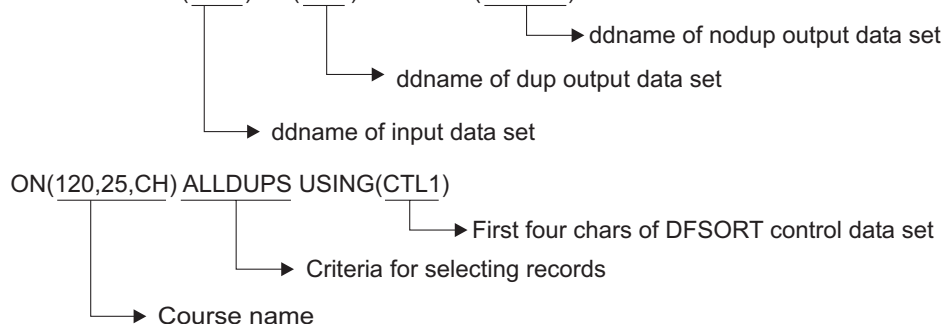 ddname of nodup output data set
ddname of dup output data set
ddname of input data set
ON(120,25,CH) ALLDUPS USING(CTL1)
First four chars of DFSORT control data set
Criteria for selecting records
Course name